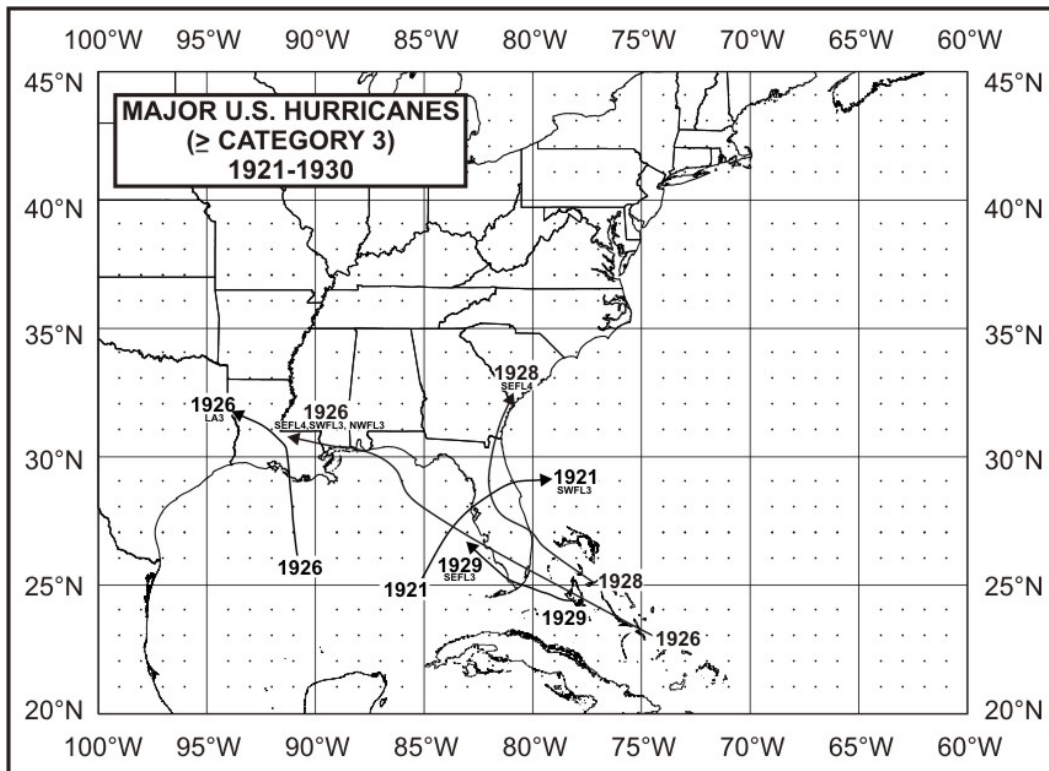 100°W 95°W 90°W 85°W 80°W 75°W 70°W 65°W 60°W
45°N 45°N
MAJOR U.S. HURRICANES
(≥ CATEGORY 3)
1921-1930
40°N 40°N
35°N 35°N
1928
SEFL4
1926
LA3
1926
SEFL4,SWFL3, NWFL3
30°N 30°N
1921
SWFL3
1926
1929
SEFL3
1921
1928
25°N 25°N
1929
1926
20°N 20°N
100°W 95°W 90°W 85°W 80°W 75°W 70°W 65°W 60°W